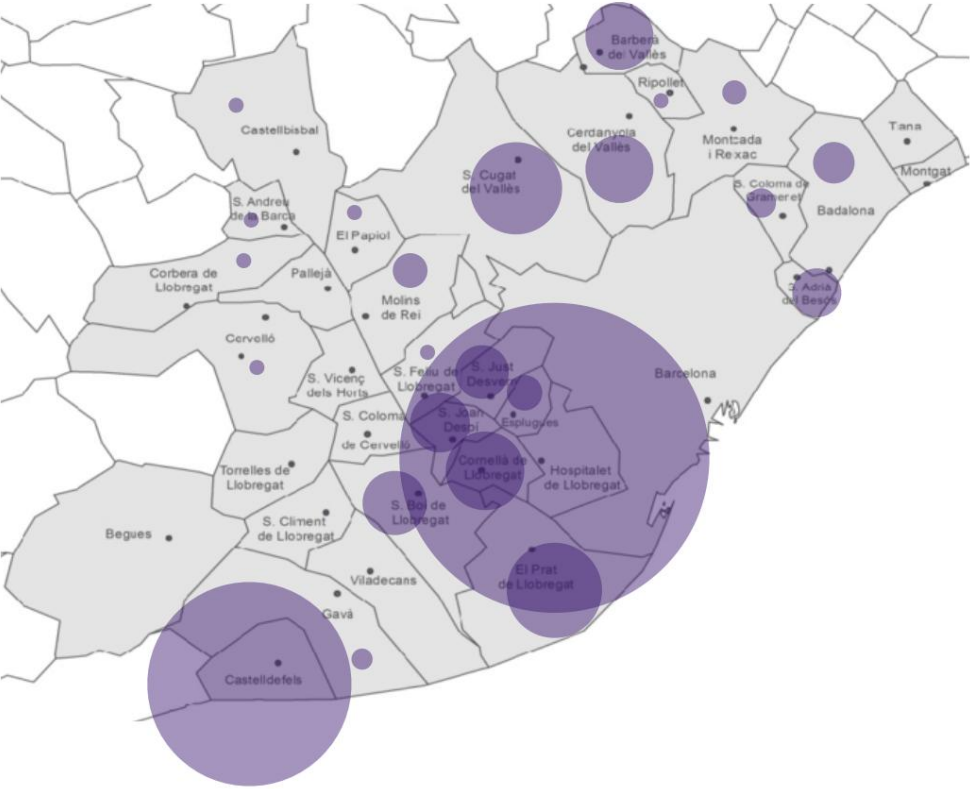 Barberà
del Vallès
Ripollet
Castellbisbal
Cerdanyola
del Vallès
Montcada
i Reixac
Tiana
Montgat
S. Cugat
del Vallès
S. Coloma de
Gramenet
Badalona
S. Andreu
de la Barca
El Papiol
Corbera de
Llobregat
Pallejà
Molins
de Rei
S. Adrià
del Besòs
Cervelló
S. Vicenç
dels Horts
S. Feliu de
Llobregat
S. Just
Desvern
Barcelona
S. Coloma
de Cervelló
S. Joan
Despí
Esplugues
Torrelles de
Llobregat
Cornellà de
Llobregat
Hospitalet
de Llobregat
Begues
S. Climent
de Llobregat
S. Boi de
Llobregat
Viladecans
El Prat
de Llobregat
Gavà
Castelldefels